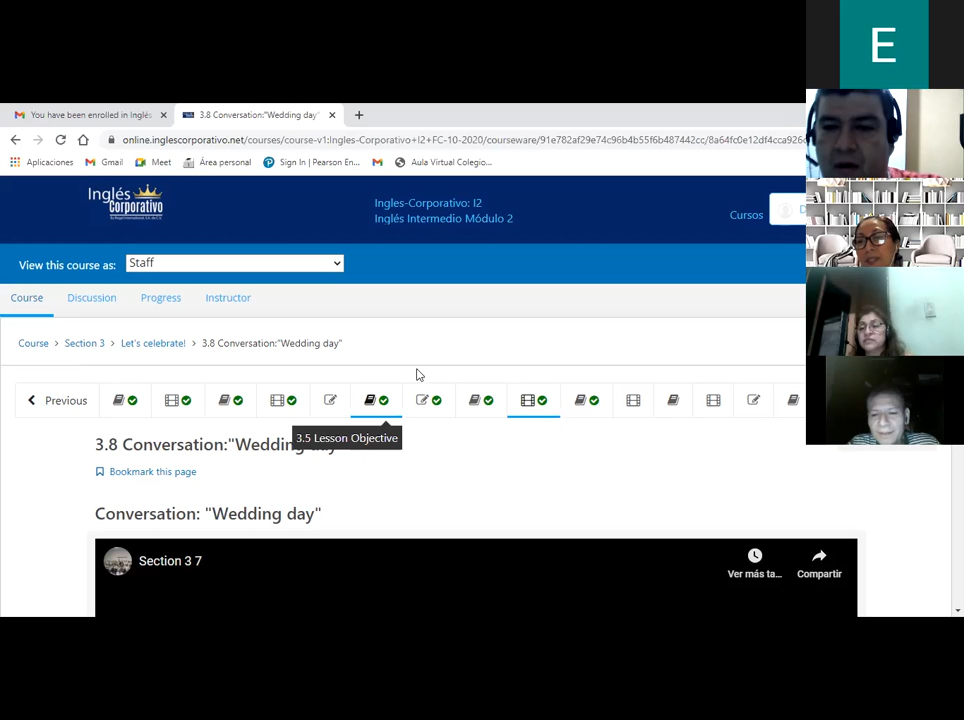 E
You have been enrolled in Inglés
3.8 Conversation:"Wedding day"
online.inglescorporativo.net/courses/course-v1:Ingles-Corporativo+I2+FC-10-2020/courseware/91e782af29e74c96b4b55f6b487442cc/8a64fc0e12df4cca926
Aplicaciones
Gmail
Meet
Área personal
Sign In | Pearson En...
Aula Virtual Colegio...
Inglés
Corporativo
Ingles-Corporativo: I2
Inglés Intermedio Módulo 2
Cursos
View this course as:
Staff
Course
Discussion
Progress
Instructor
Course > Section 3 > Let's celebrate! > 3.8 Conversation:"Wedding day"
Previous
3.5 Lesson Objective
3.8 Conversation:"Wedding day"
Bookmark this page
Conversation: "Wedding day"
Section 3 7
Ver más ta...
Compartir